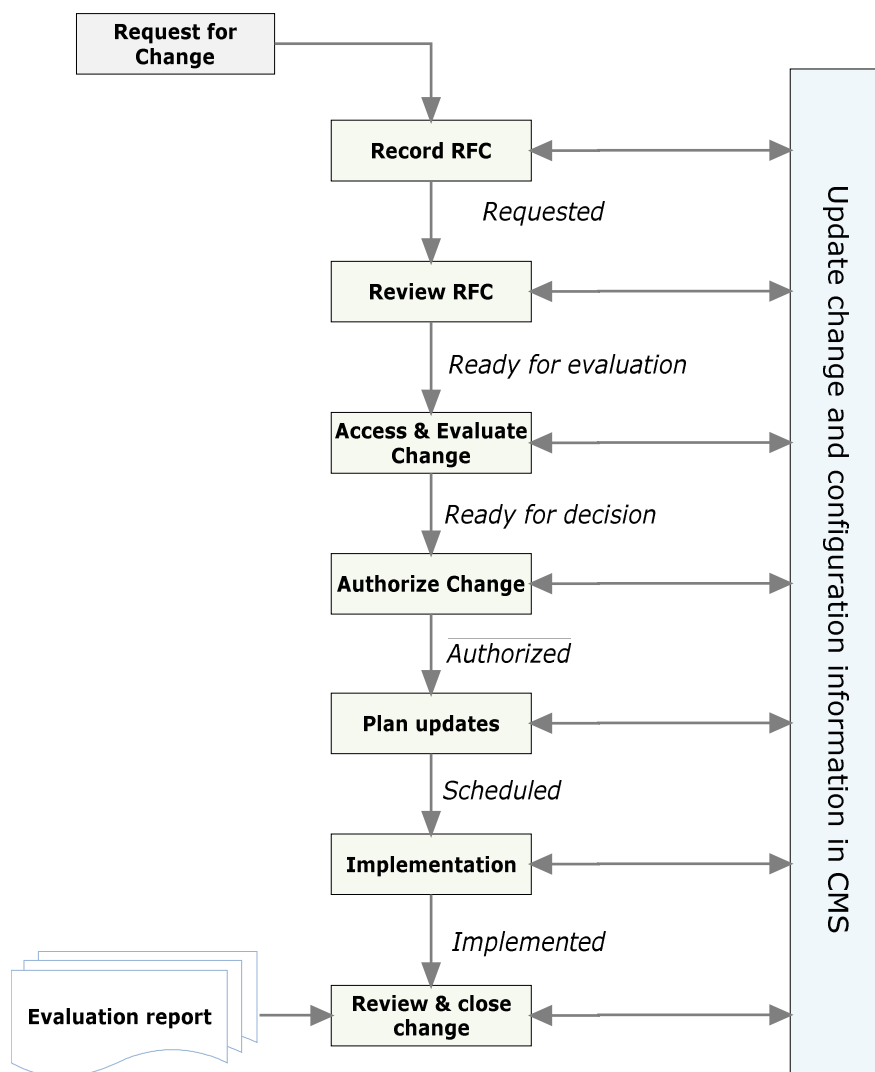 Request for
Change
Record RFC
Requested
Review RFC
Ready for evaluation
Access & Evaluate
Change
Ready for decision
Authorize Change
Authorized
Plan updates
Scheduled
Implementation
Implemented
Evaluation report
Review & close
change
Update change and configuration information in CMS